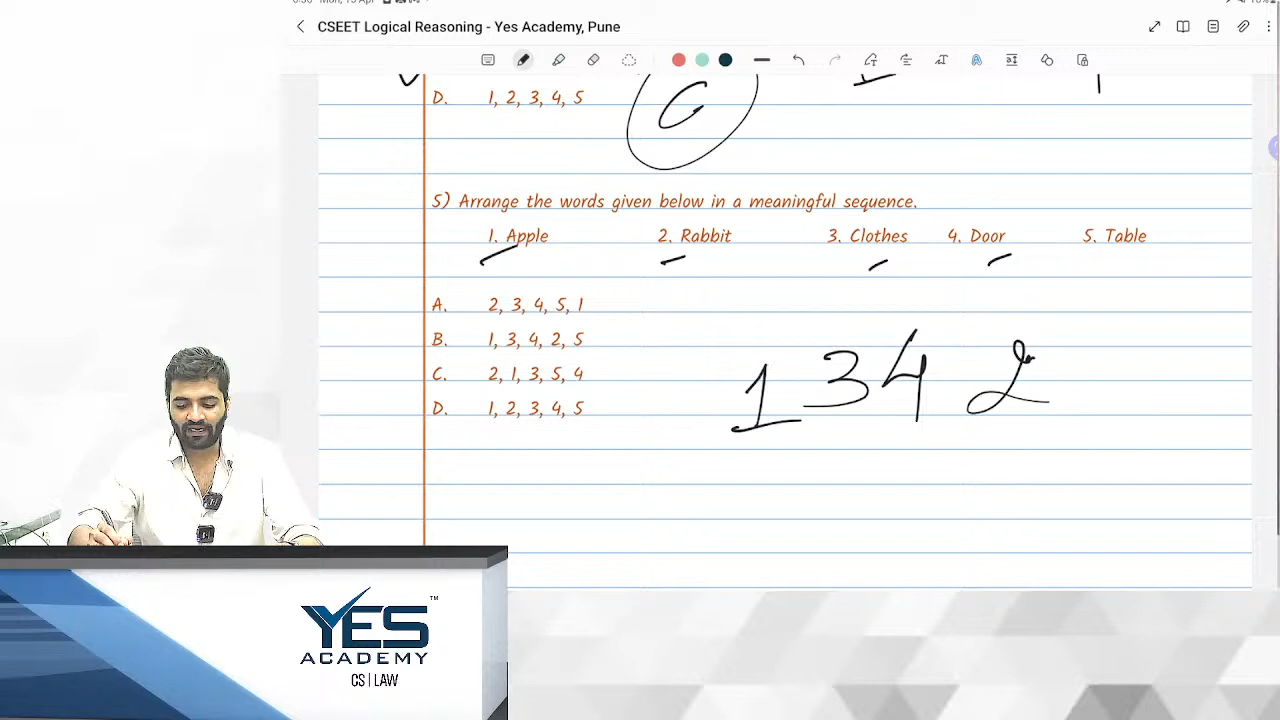 CSEET Logical Reasoning - Yes Academy, Pune
D. 1, 2, 3, 4, 5
C
5) Arrange the words given below in a meaningful sequence.
1. Apple 2. Rabbit 3. Clothes 4. Door 5. Table
A. 2, 3, 4, 5, 1
B. 1, 3, 4, 2, 5
C. 2, 1, 3, 5, 4
D. 1, 2, 3, 4, 5
1 3 4 2
YES™
ACADEMY
CS | LAW